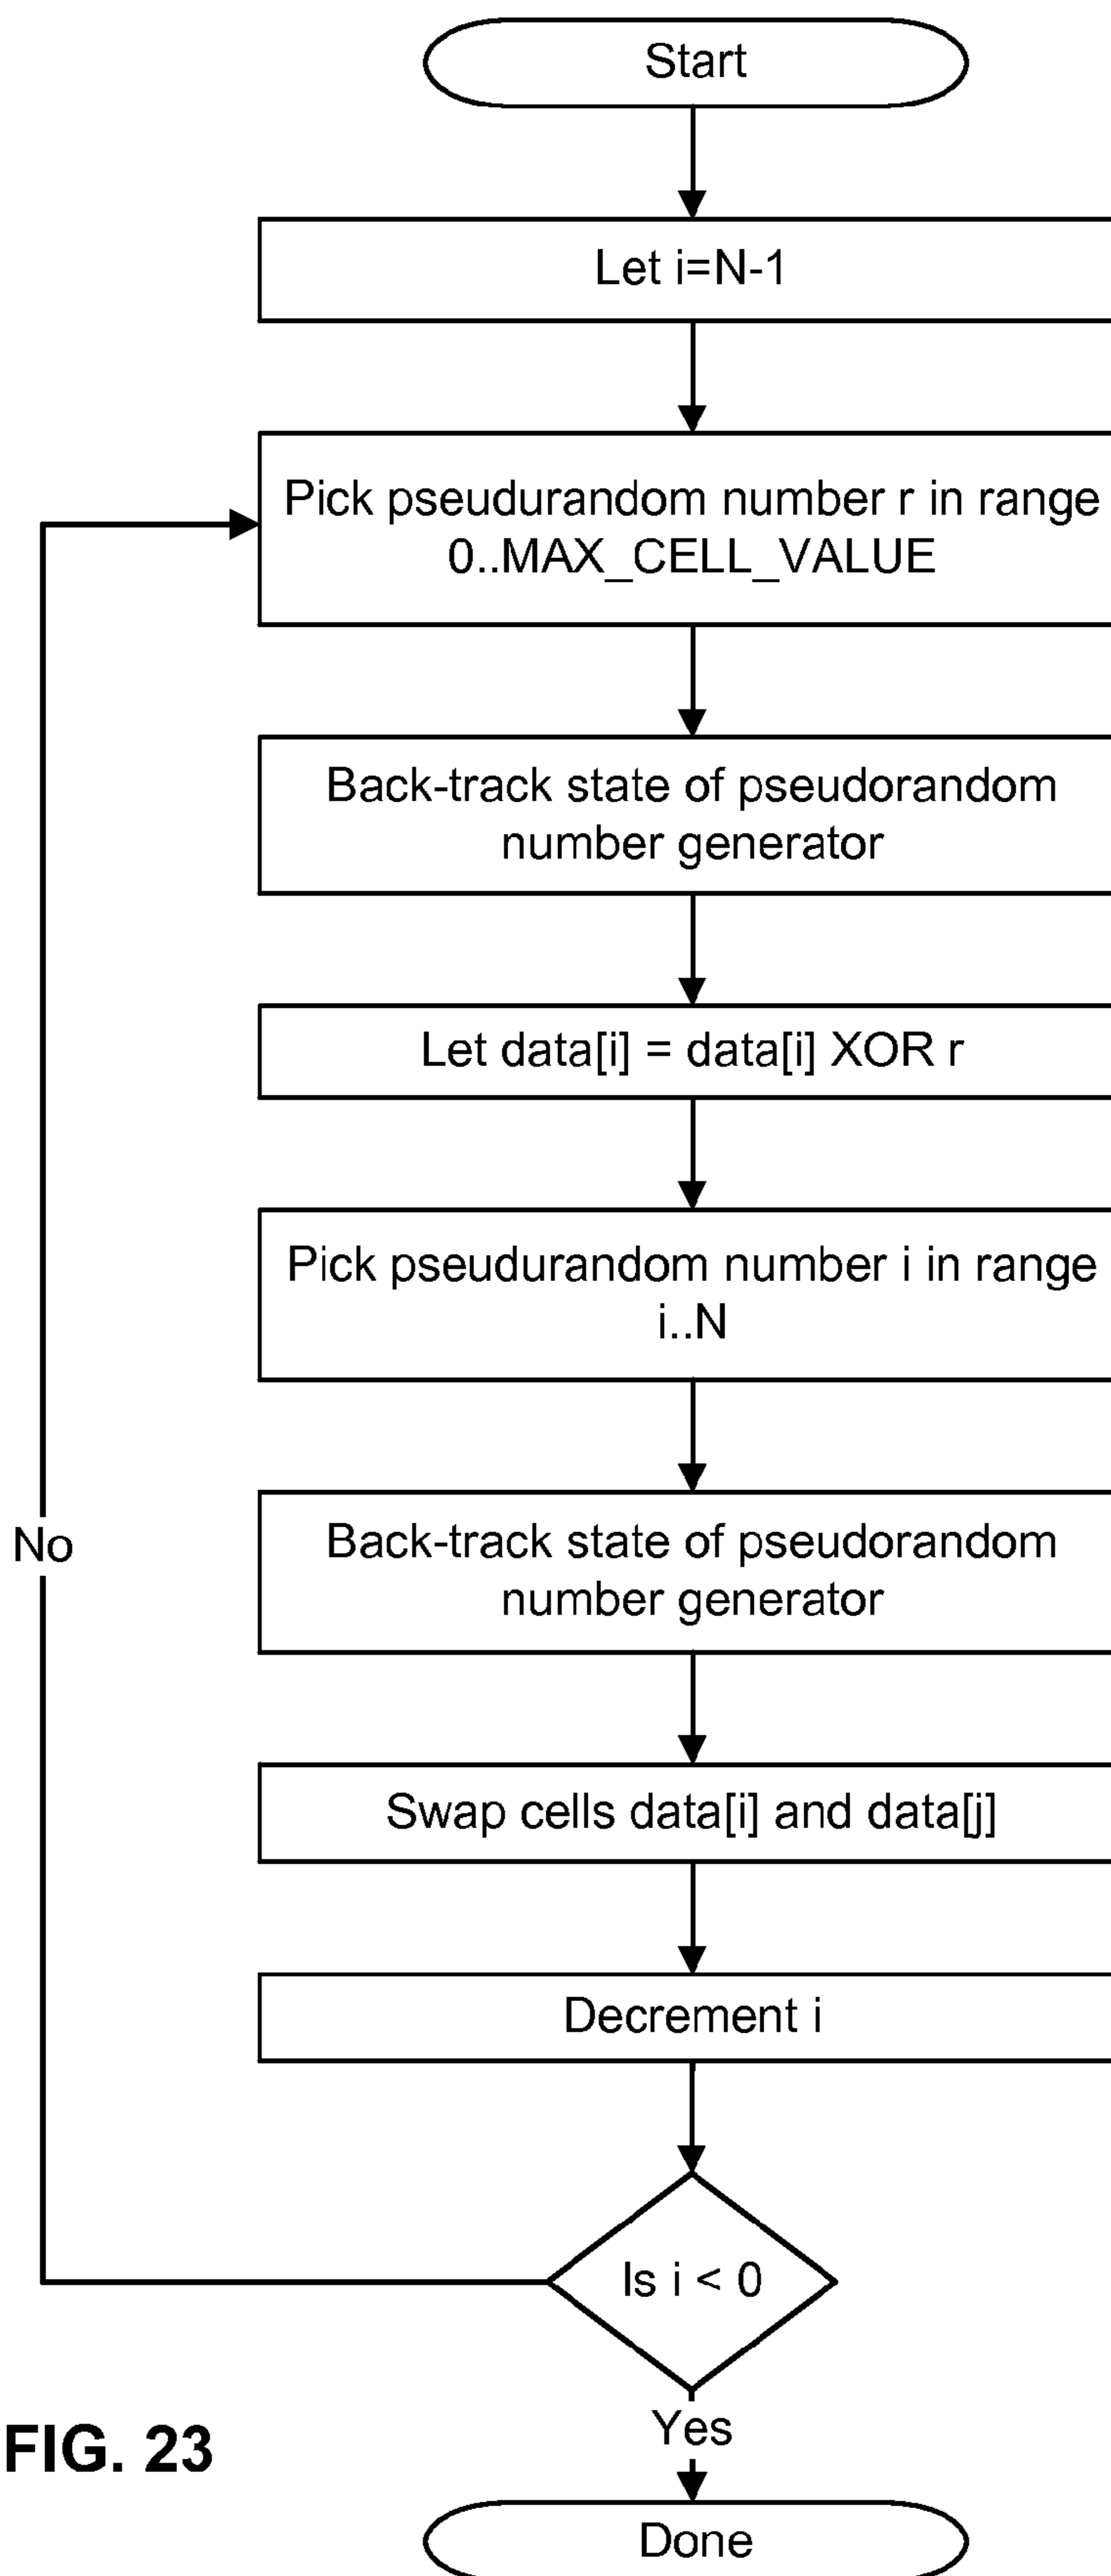 Start
Let i=N-1
Pick pseudurandom number r in range
0..MAX_CELL_VALUE
Back-track state of pseudorandom
number generator
Let data[i] = data[i] XOR r
Pick pseudurandom number i in range
i..N
Back-track state of pseudorandom
number generator
No
Swap cells data[i] and data[j]
Decrement i
Is i < 0
Yes
FIG. 23
Done